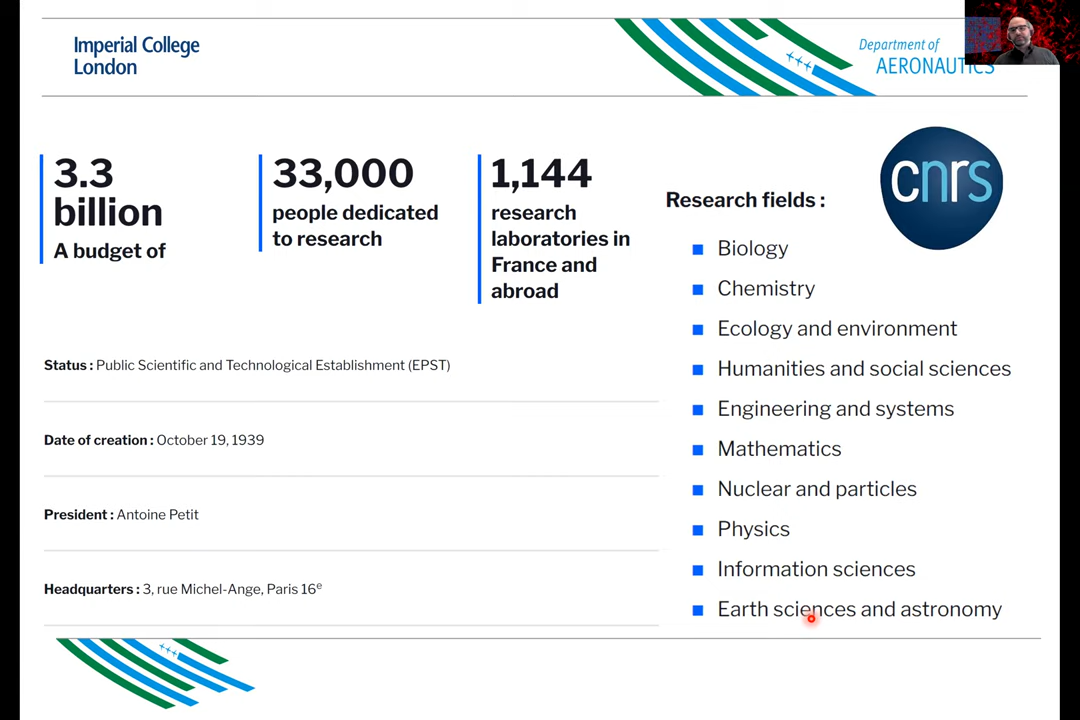 Imperial College
London
Department of
AERONAUTICS
3.3
billion
A budget of
33,000
people dedicated
to research
1,144
research
laboratories in
France and
abroad
cnrs
Research fields :
Biology
Chemistry
Ecology and environment
Humanities and social sciences
Engineering and systems
Mathematics
Nuclear and particles
Physics
Information sciences
Earth sciences and astronomy
Status : Public Scientific and Technological Establishment (EPST)
Date of creation : October 19, 1939
President : Antoine Petit
Headquarters : 3, rue Michel-Ange, Paris 16e